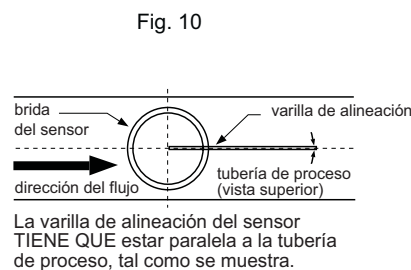 Fig. 10
brida
del sensor
varilla de alineación
dirección del flujo
tubería de proceso
(vista superior)
La varilla de alineación del sensor
TIENE QUE estar paralela a la tubería
de proceso, tal como se muestra.